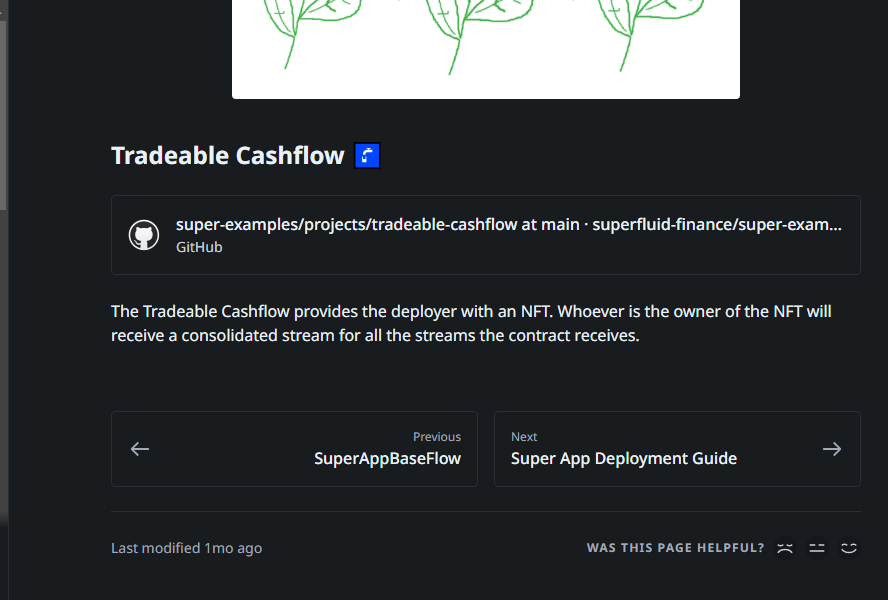 Tradeable Cashflow
super-examples/projects/tradeable-cashflow at main · superfluid-finance/super-exam...
GitHub
The Tradeable Cashflow provides the deployer with an NFT. Whoever is the owner of the NFT will
receive a consolidated stream for all the streams the contract receives.
Previous
SuperAppBaseFlow
Next
Super App Deployment Guide
Last modified 1mo ago
WAS THIS PAGE HELPFUL?